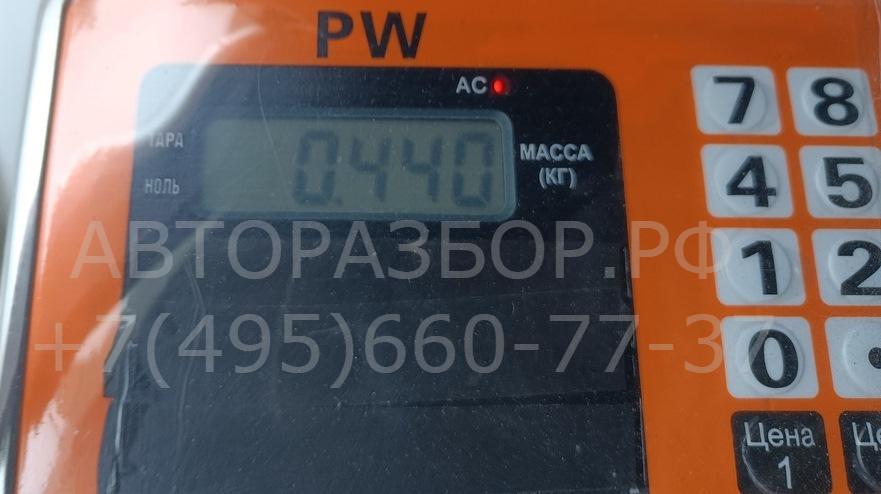 PW
AC
7 8
ТАРА 0.440 МАССА
(КГ)
НОЛЬ
4 5
АВТОРАЗБОР.РФ
1 2
+7(495)660-77-37
0 .
Цена
1